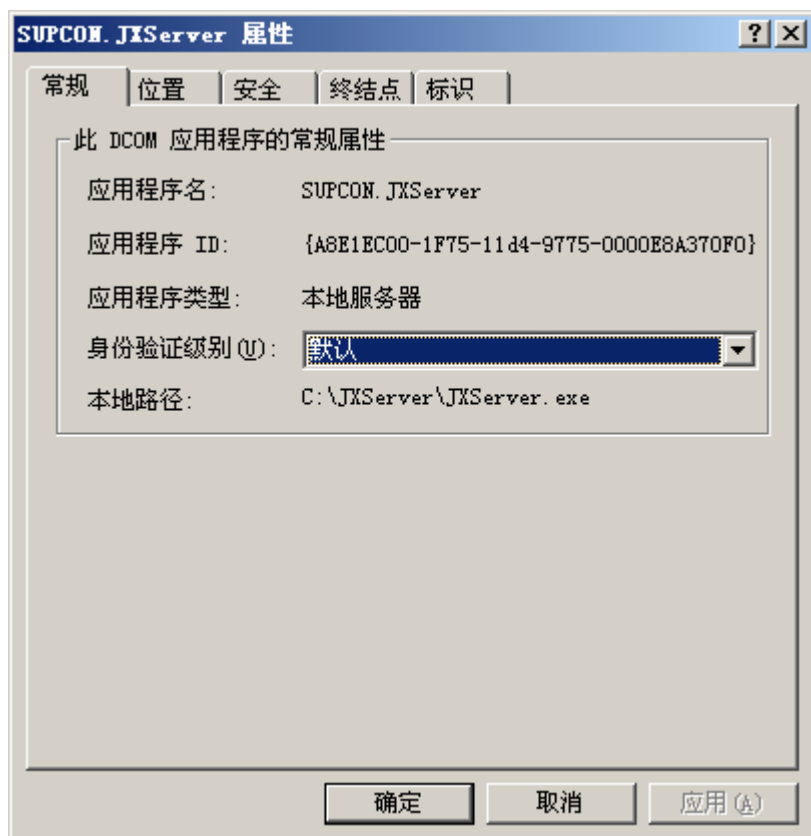 SUPCON.JXServer 属性
常规 位置 安全 终结点 标识
此 DCOM 应用程序的常规属性
应用程序名: SUPCON.JXServer
应用程序 ID: {A8E1EC00-1F75-11d4-9775-0000E8A370F0}
应用程序类型: 本地服务器
身份验证级别(U): 默认
本地路径: C:\JXServer\JXServer.exe
确定 取消 应用(A)